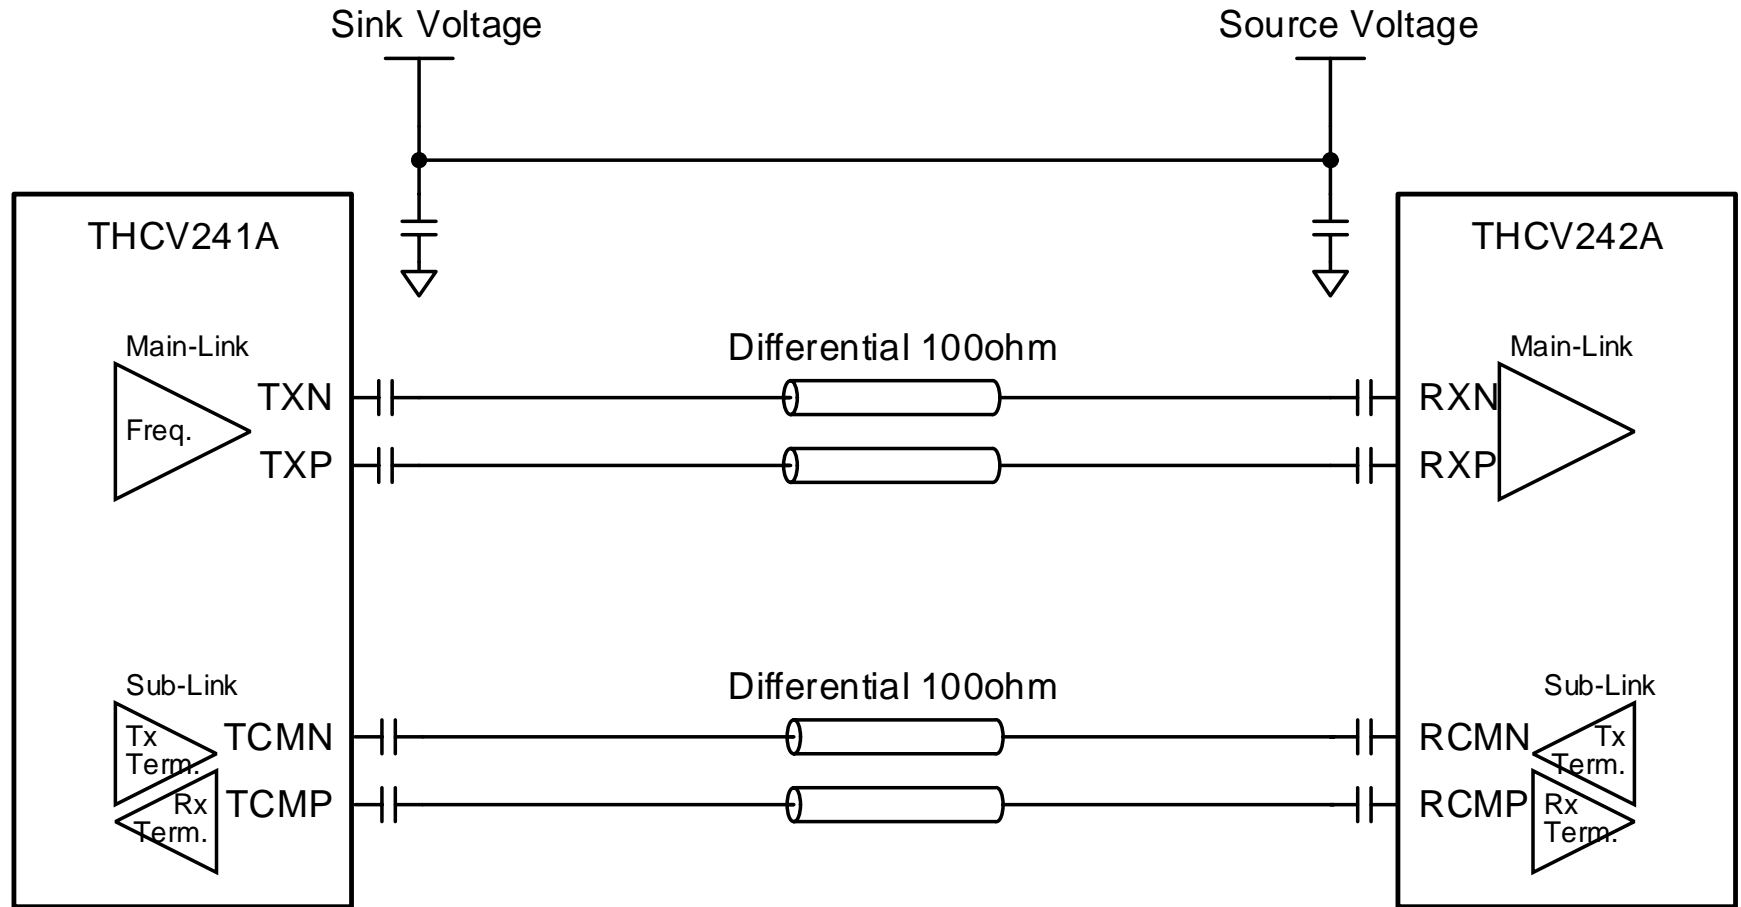 Sink Voltage
Source Voltage
THCV241A
THCV242A
Main-Link
Differential 100ohm
Main-Link
TXN
RXN
Freq.
TXP
RXP
Sub-Link
Differential 100ohm
Sub-Link
Tx
Term.
TCMN
RCMN
Tx
Term.
Rx
Term.
TCMP
RCMP
Rx
Term.